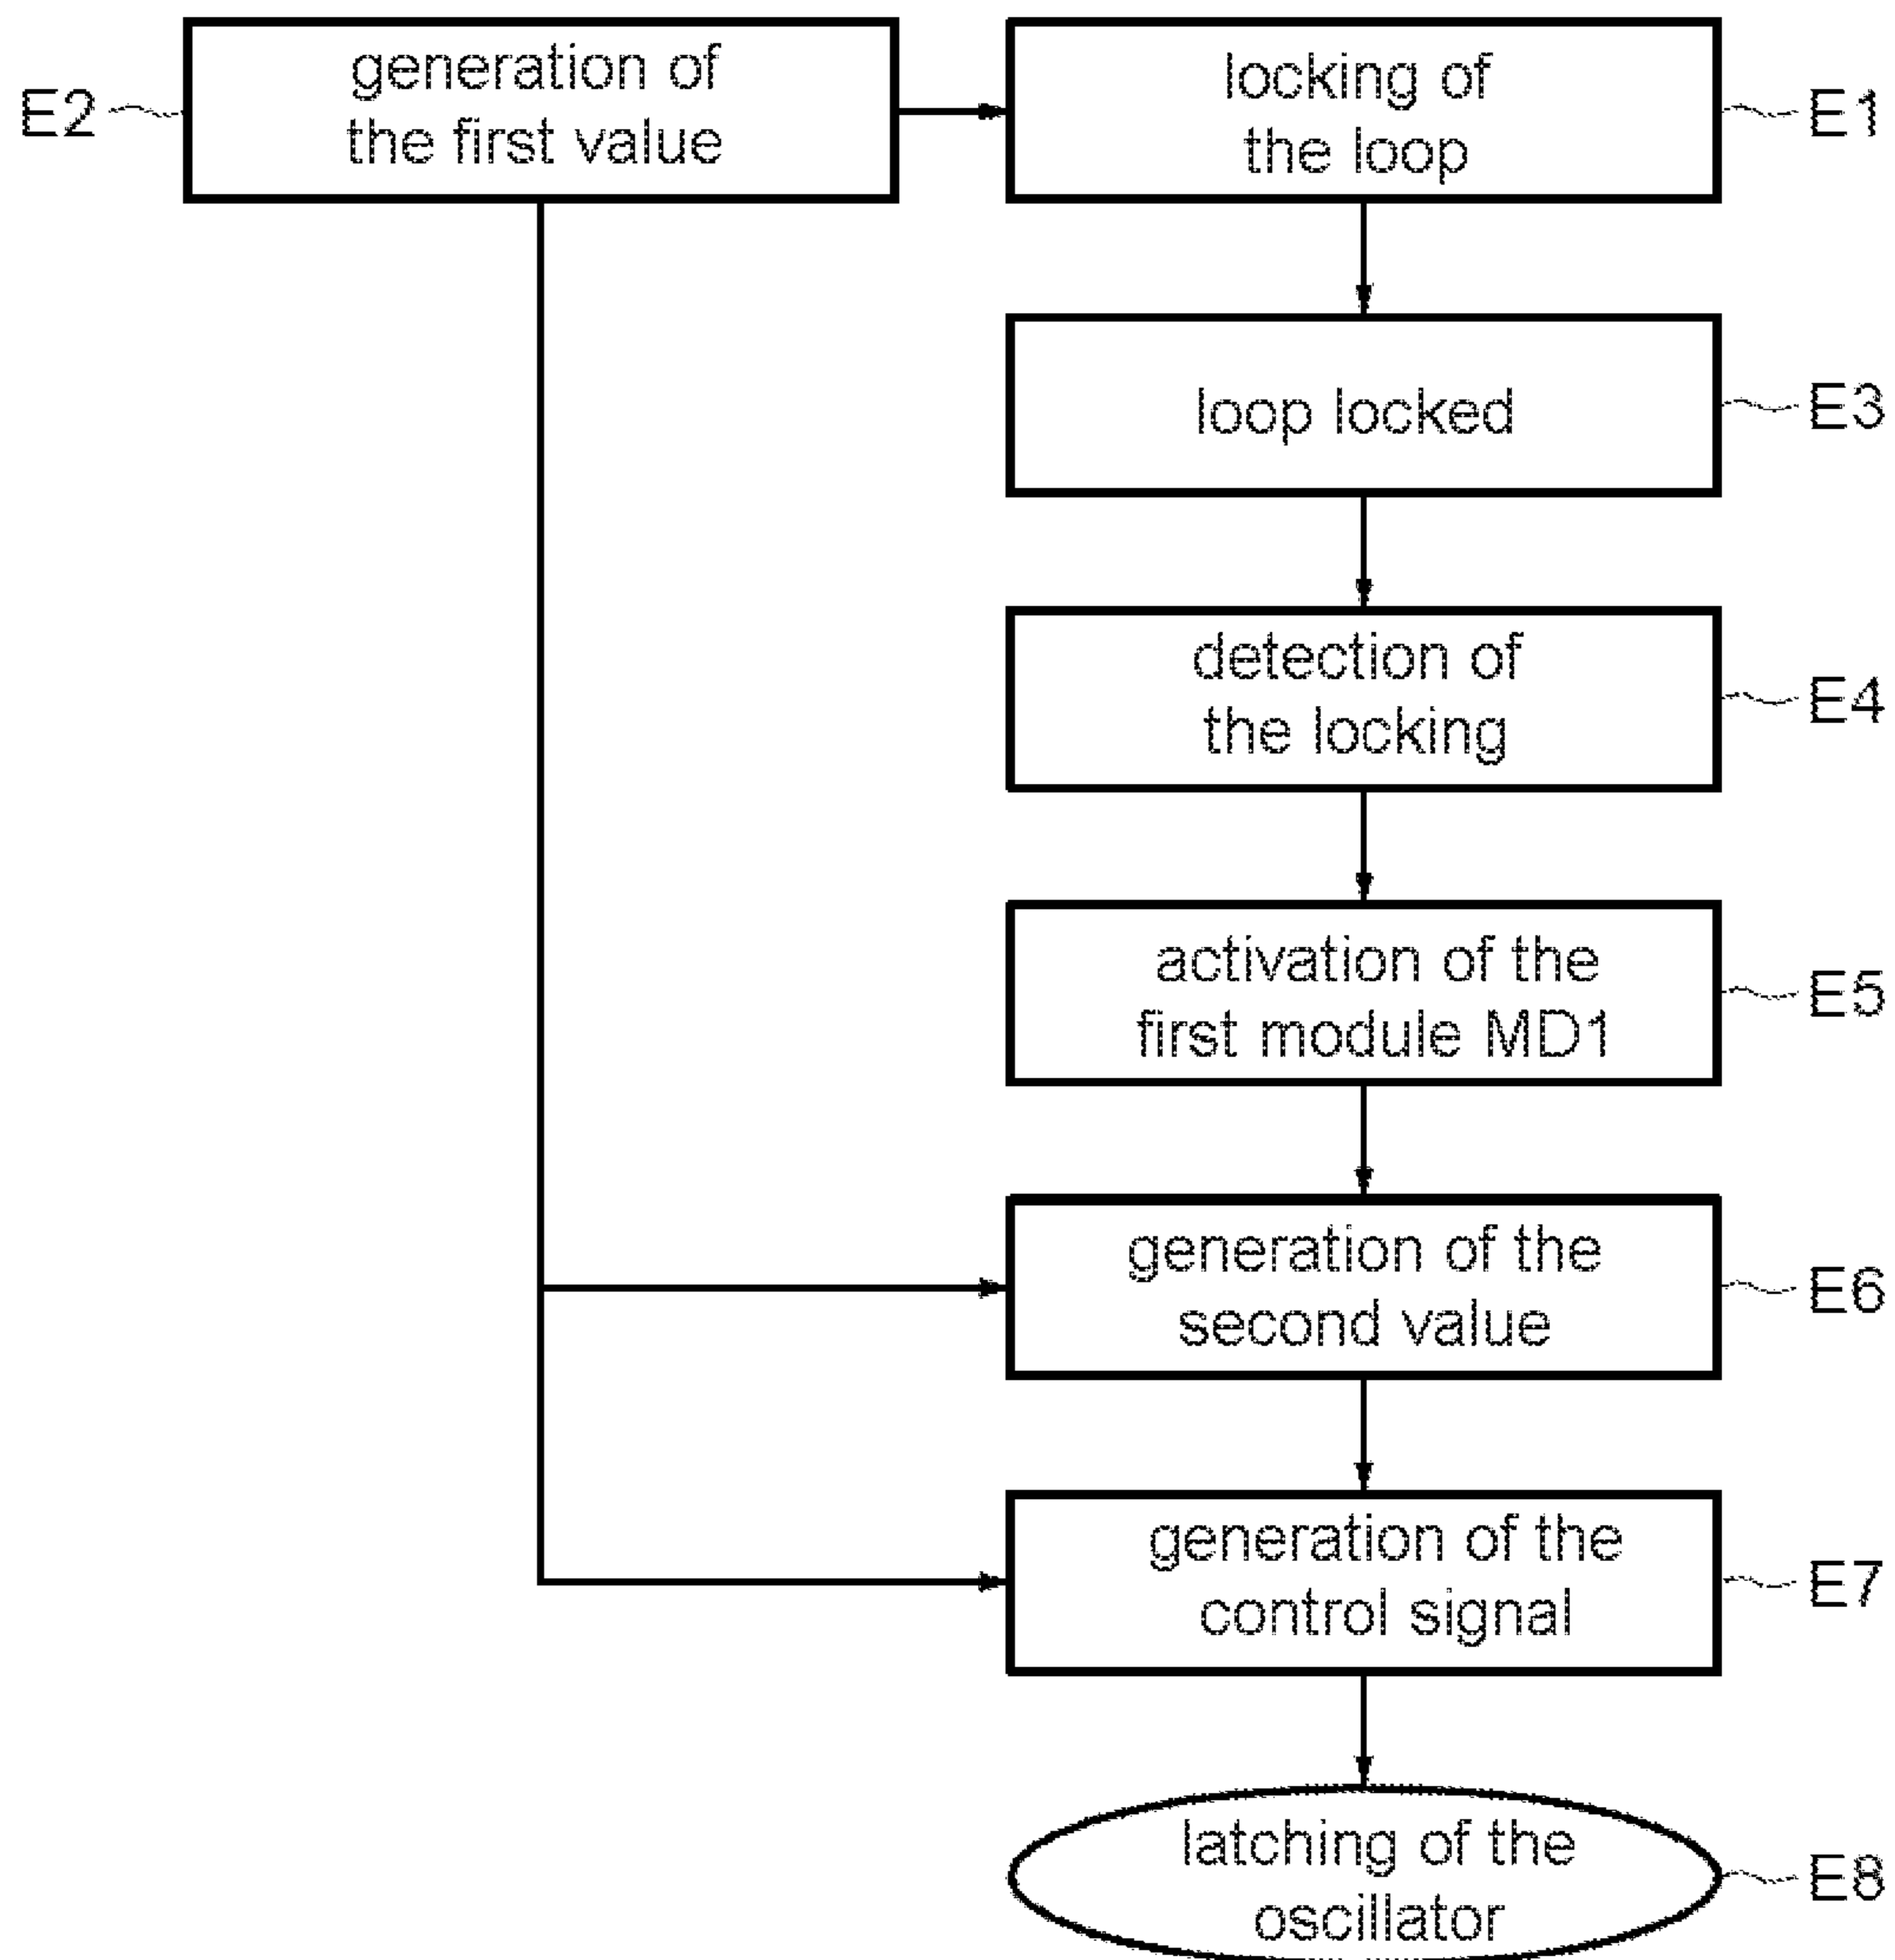 E2
generation of
the first value
locking of
the loop
E1
loop locked
E3
detection of
the locking
E4
activation of the
first module MD1
E5
generation of the
second value
E6
generation of the
control signal
E7
latching of the
oscillator
E8